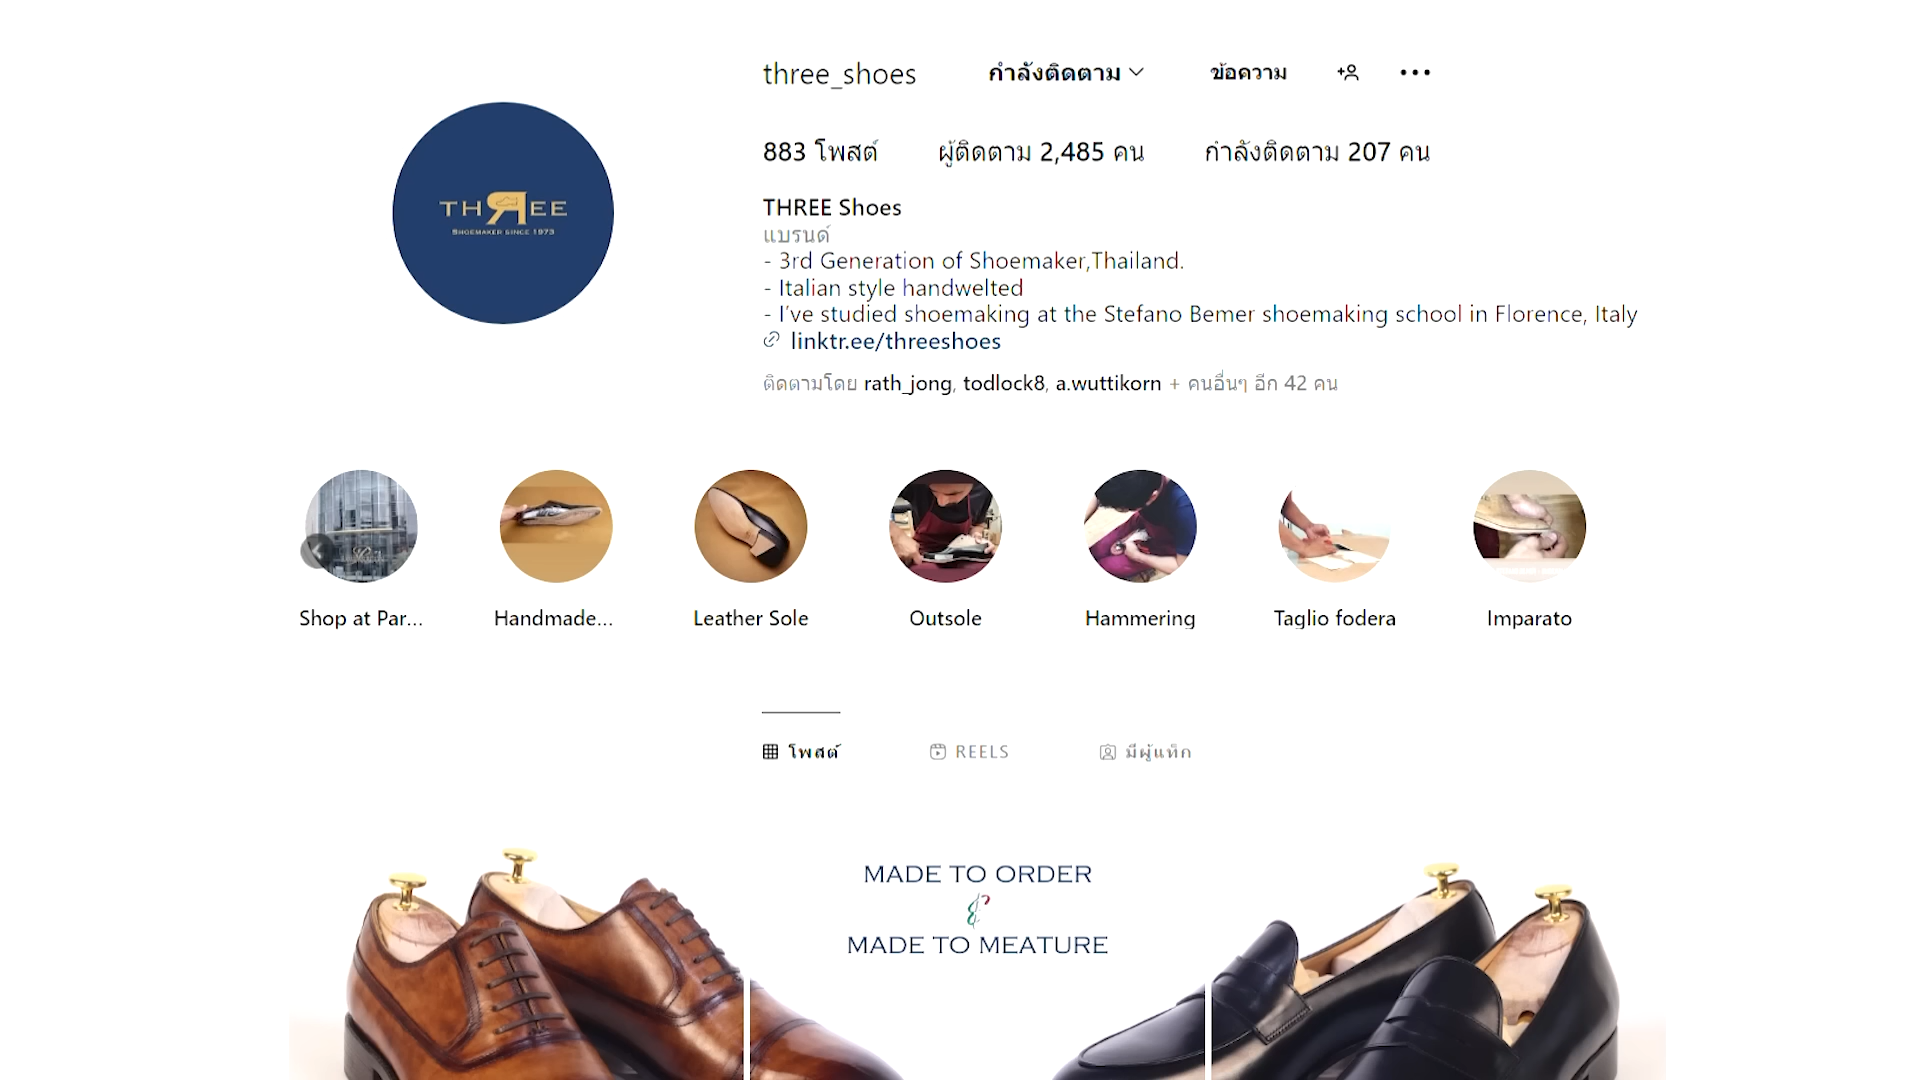 three_shoes กำลังติดตาม ข้อความ
883 โพสต์ ผู้ติดตาม 2,485 คน กำลังติดตาม 207 คน
THREE
SHOEMAKER SINCE 1973
THREE Shoes
แบรนด์
- 3rd Generation of Shoemaker,Thailand.
- Italian style handwelted
- I've studied shoemaking at the Stefano Bemer shoemaking school in Florence, Italy
linktr.ee/threeshoes
ติดตามโดย rath_jong, todlock8, a.wuttikorn + คนอื่นๆ อีก 42 คน
Shop at Par... Handmade... Leather Sole Outsole Hammering Taglio fodera Imparato
โพสต์ REELS มีผู้แท็ก
MADE TO ORDER
&
MADE TO MEATURE